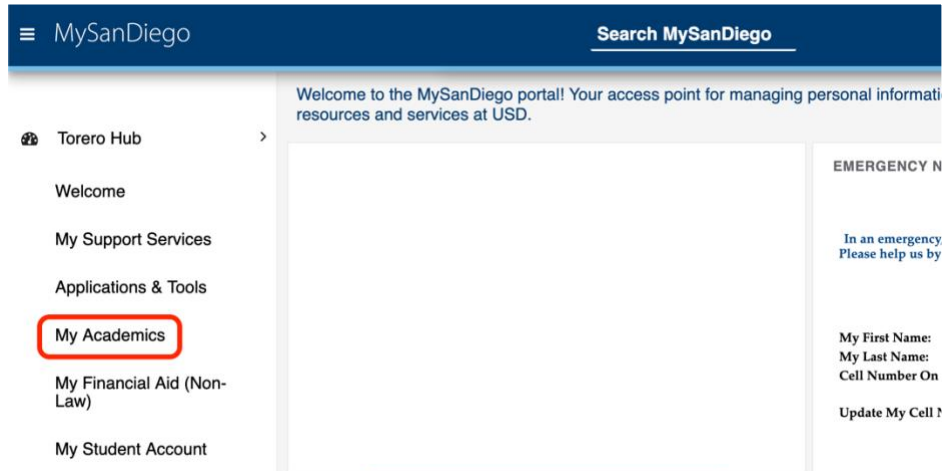 MySanDiego
Search MySanDiego
Welcome to the MySanDiego portal! Your access point for managing personal informati
resources and services at USD.
Torero Hub
Welcome
My Support Services
Applications & Tools
My Academics
My Financial Aid (Non-
Law)
My Student Account
EMERGENCY N
In an emergency,
Please help us by
My First Name:
My Last Name:
Cell Number On
Update My Cell N